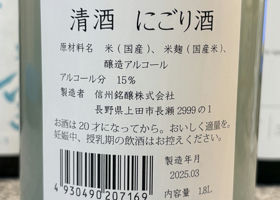 清酒 にごり酒
原材料名 米(国産)、米麹(国産米)、
醸造アルコール
アルコール分 15%
製造者 信州銘醸株式会社
長野県上田市長瀬2999の1
お酒は20才になってから。おいしく適量を。
妊娠中、授乳期の飲酒はお控えください。
製造年月
2025.03
内容量 1.8L
4 930490 207169